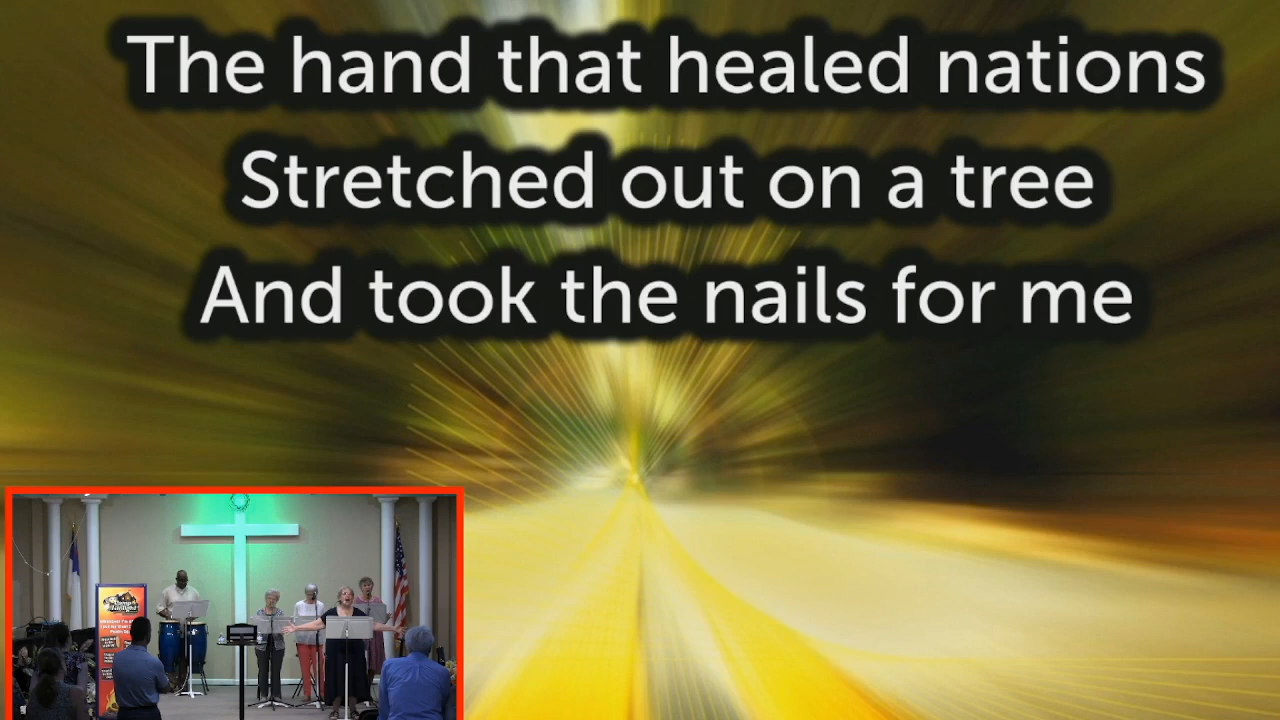 The hand that healed nations
Stretched out on a tree
And took the nails for me